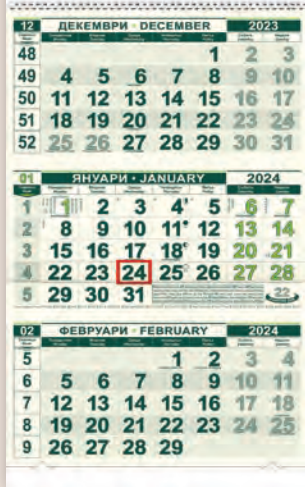 12 ДЕКЕМВРИ • DECEMBER 2023
48 1 2 3
49 4 5 6 7 8 9 10
50 11 12 13 14 15 16 17
51 18 19 20 21 22 23 24
52 25 26 27 28 29 30 31
01 ЯНУАРИ • JANUARY 2024
1 1 2 3 4 5 6 7
2 8 9 10 11 12 13 14
3 15 16 17 18 19 20 21
4 22 23 24 25 26 27 28
5 29 30 31 22
02 ФЕВРУАРИ • FEBRUARY 2024
5 1 2 3 4
6 5 6 7 8 9 10 11
7 12 13 14 15 16 17 18
8 19 20 21 22 23 24 25
9 26 27 28 29